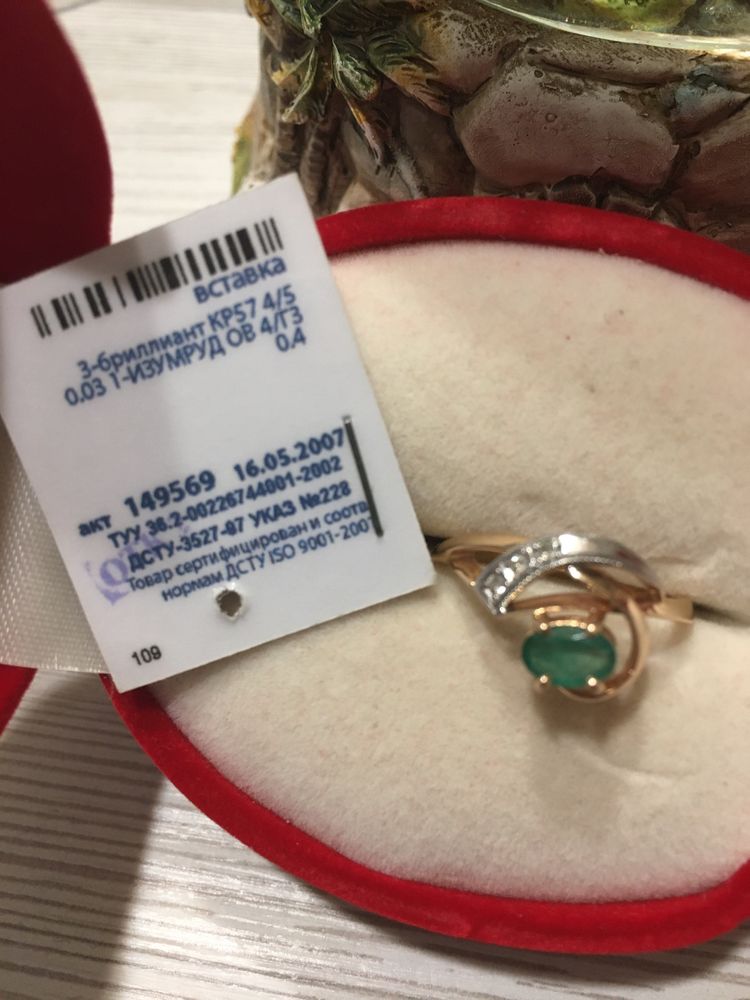 вставка
3-бриллиант КР57 4/5
0.03 1-ИЗУМРУД ОВ 4/Г3
0.4
акт 149569 16.05.2007
ТУУ 36.2-00226744001-2002
ДСТУ-3527-97 УКАЗ №228
Товар сертифицирован и соотв
нормам ДСТУ ISO 9001-2001
109